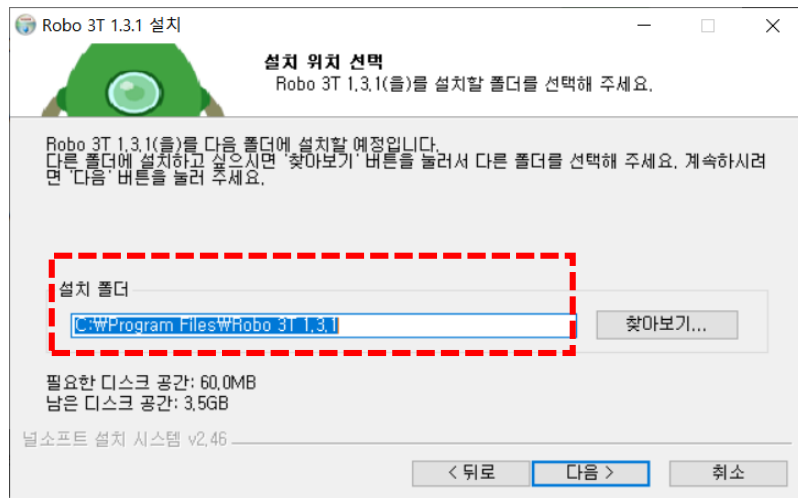 Robo 3T 1.3.1 설치
설치 위치 선택
Robo 3T 1.3.1(을)를 설치할 폴더를 선택해 주세요.
Robo 3T 1.3.1(을)를 다음 폴더에 설치할 예정입니다.
다른 폴더에 설치하고 싶으시면 '찾아보기' 버튼을 눌러서 다른 폴더를 선택해 주세요. 계속하시려
면 '다음' 버튼을 눌러 주세요.
설치 폴더
C:₩Program Files₩Robo 3T 1.3.1
찾아보기...
필요한 디스크 공간: 60.0MB
남은 디스크 공간: 3.5GB
널소프트 설치 시스템 v2.46
< 뒤로
다음 >
취소